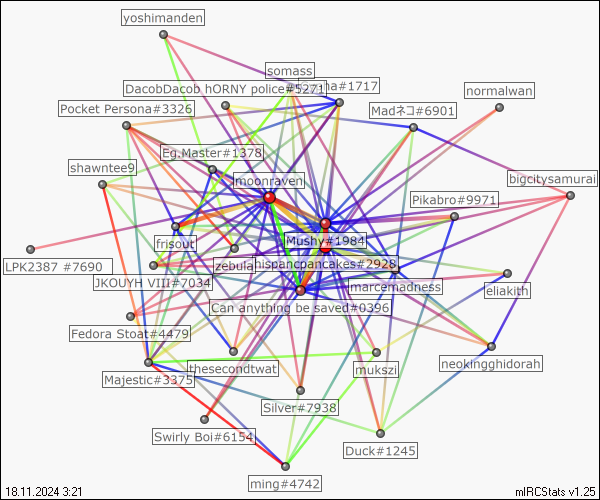 yoshimanden
somass
DacobDacob hORNY police#5271
na#1717
normalwan
Pocket Persona#3326
Madネコ#6901
Eg.Master#1378
shawntee9
moonraven
bigcitysamurai
Pikabro#9971
frisout
Mushy#1984
LPK2387 #7690
zebula
hispancpancakes#2928
JKOUYH VIII#7034
marcemadness
eliakith
Can anything be saved#0396
Fedora Stoat#4479
thesecondtwat
mukszi
neokingghidorah
Majestic#3375
Silver#7938
Swirly Boi#6154
Duck#1245
ming#4742
18.11.2024 3:21
mIRCStats v1.25